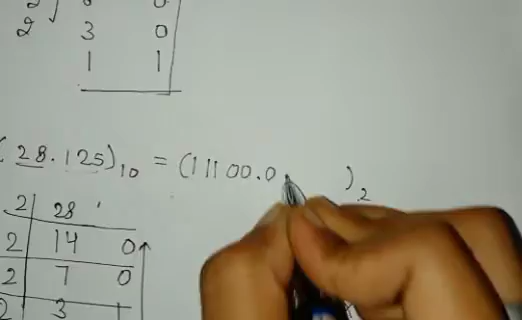 2 3 0
1 1
(28.125)10 = (11100.0 )2
2 28
2 14 0
2 7 0
2 3 1